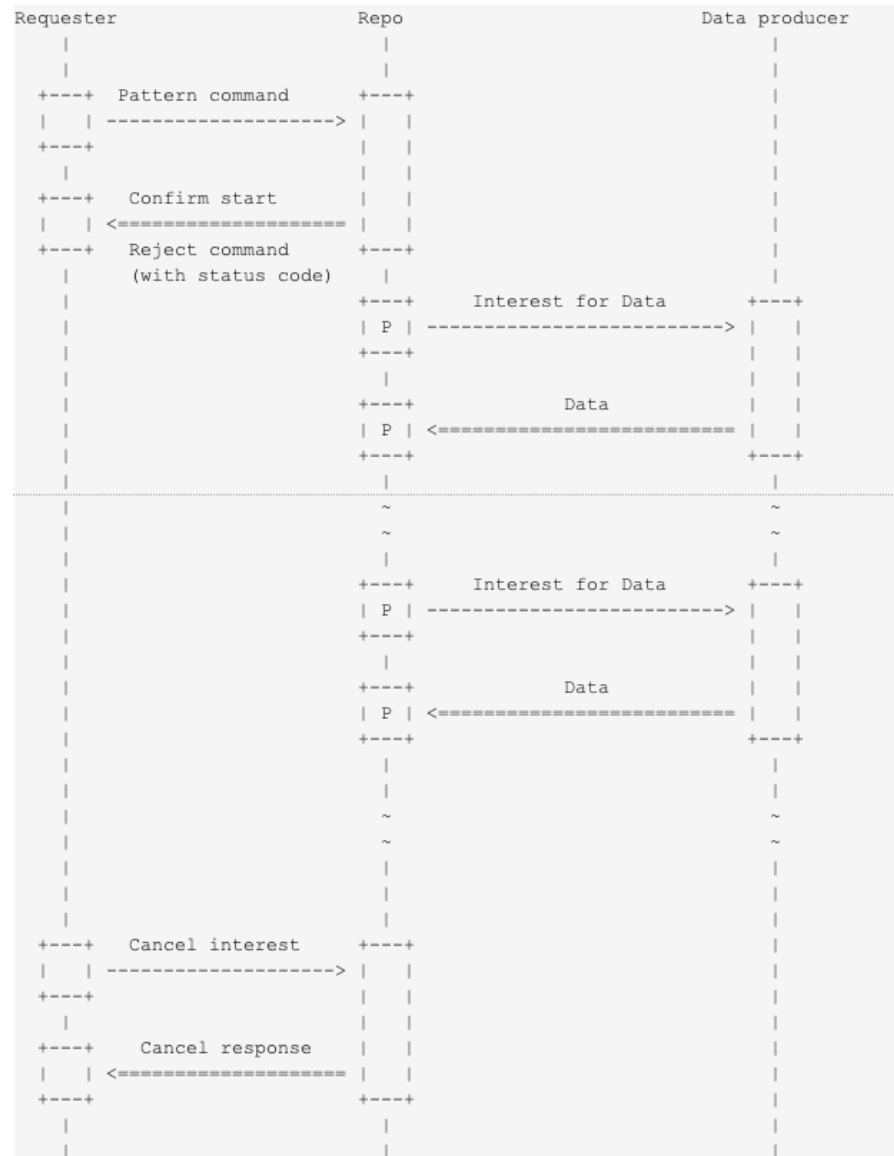 Requester Repo Data producer
Pattern command
Confirm start
Reject command
(with status code)
Interest for Data
P
Data
P
Interest for Data
P
Data
P
Cancel interest
Cancel response